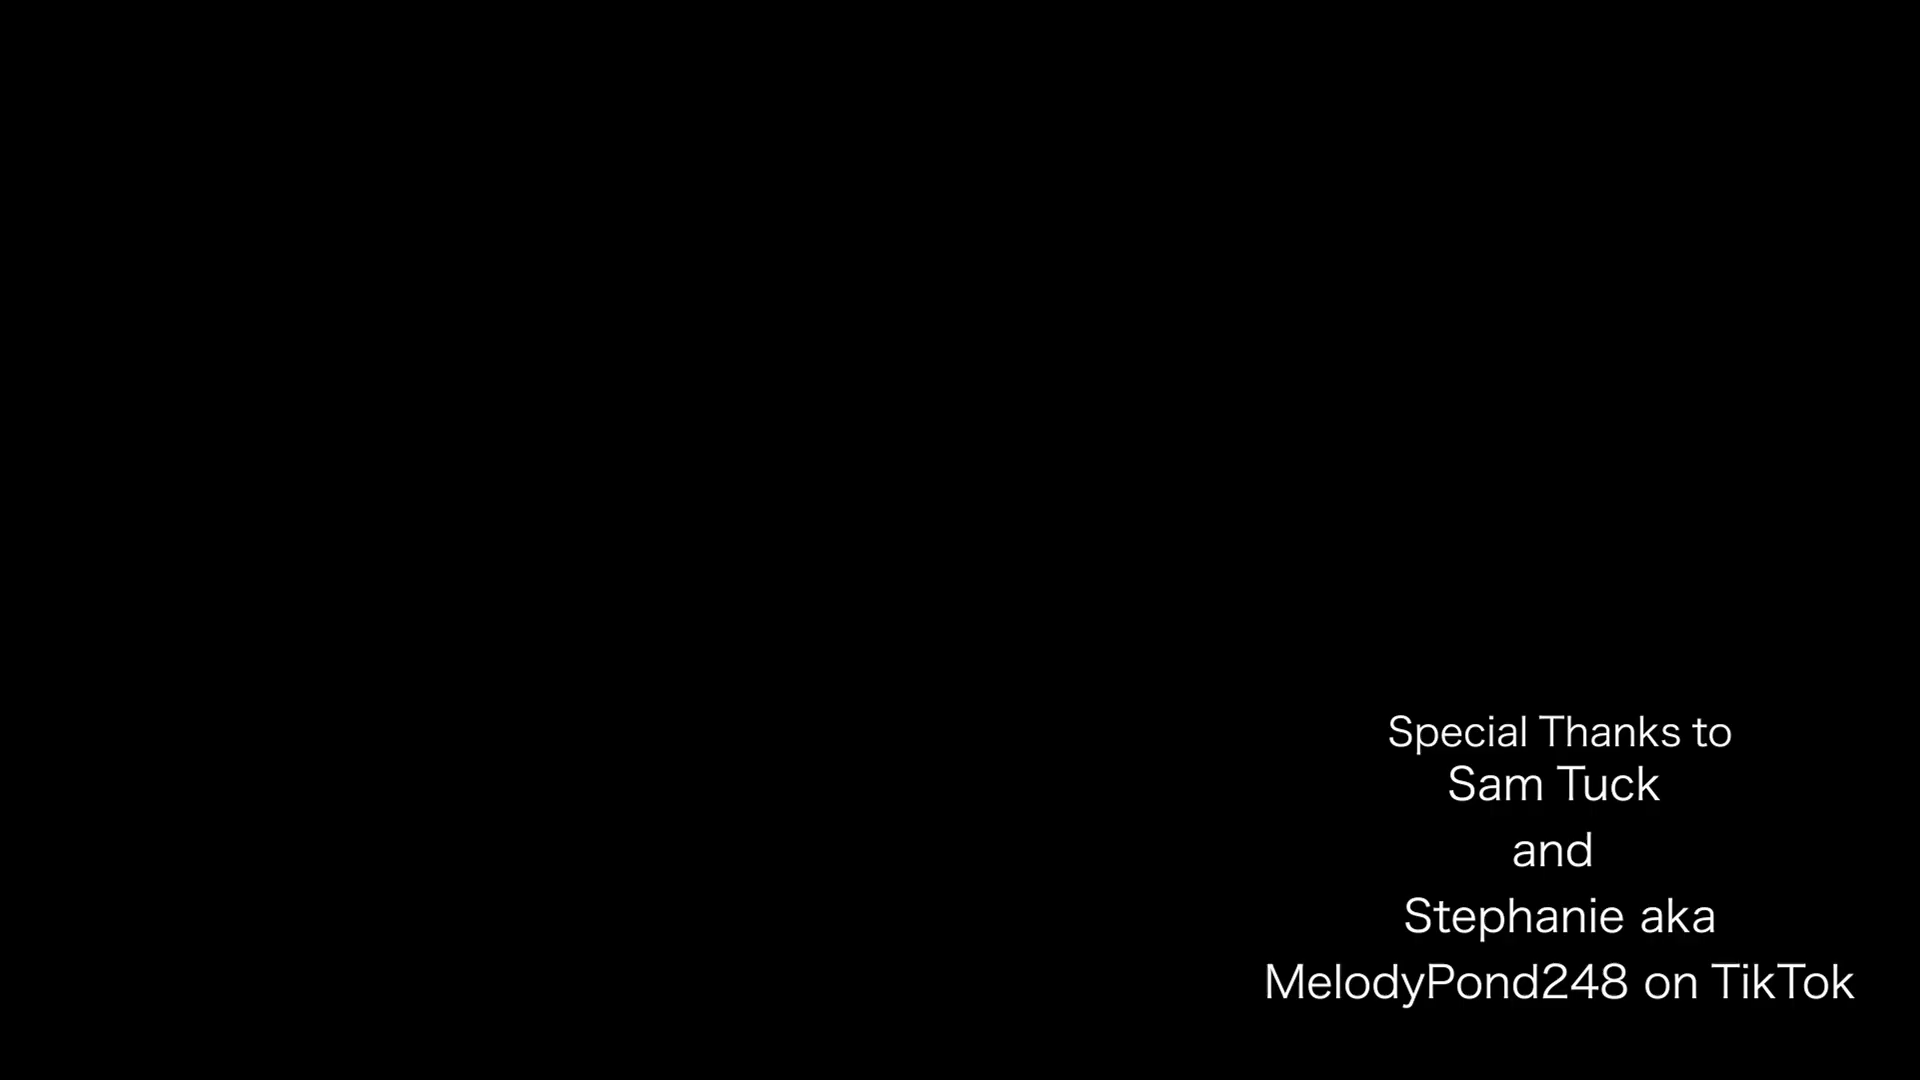 Special Thanks to
Sam Tuck
and
Stephanie aka
MelodyPond248 on TikTok